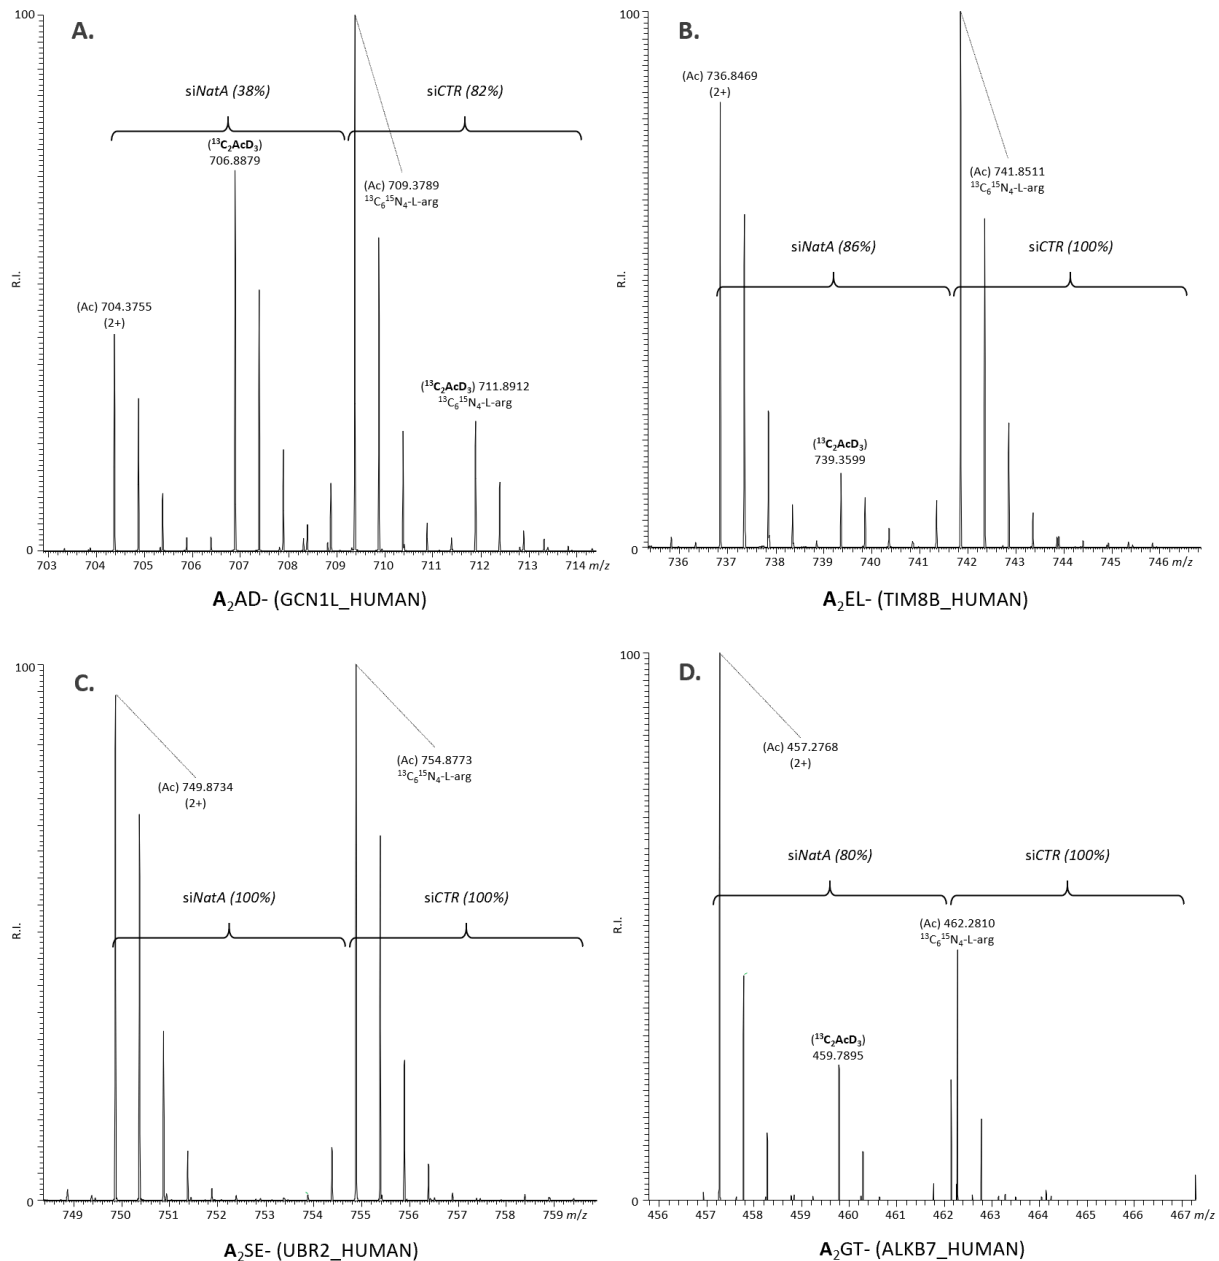 A.
100
siNatA (38%)
siCTR (82%)
(¹³C₂AcD₃)
706.8879
(Ac) 709.3789
¹³C₆¹⁵N₄-L-arg
(Ac) 704.3755
(2+)
(¹³C₂AcD₃) 711.8912
¹³C₆¹⁵N₄-L-arg
R.I.
0
703 704 705 706 707 708 709 710 711 712 713 714 m/z
A₂AD- (GCN1L_HUMAN)
B.
100
(Ac) 736.8469
(2+)
(Ac) 741.8511
¹³C₆¹⁵N₄-L-arg
siNatA (86%)
siCTR (100%)
(¹³C₂AcD₃)
739.3599
R.I.
0
736 737 738 739 740 741 742 743 744 745 746 m/z
A₂EL- (TIM8B_HUMAN)
C.
100
(Ac) 749.8734
(2+)
(Ac) 754.8773
¹³C₆¹⁵N₄-L-arg
siNatA (100%)
siCTR (100%)
R.I.
0
749 750 751 752 753 754 755 756 757 758 759 m/z
A₂SE- (UBR2_HUMAN)
D.
100
(Ac) 457.2768
(2+)
siNatA (80%)
siCTR (100%)
(Ac) 462.2810
¹³C₆¹⁵N₄-L-arg
(¹³C₂AcD₃)
459.7895
R.I.
0
456 457 458 459 460 461 462 463 464 465 466 467 m/z
A₂GT- (ALKB7_HUMAN)